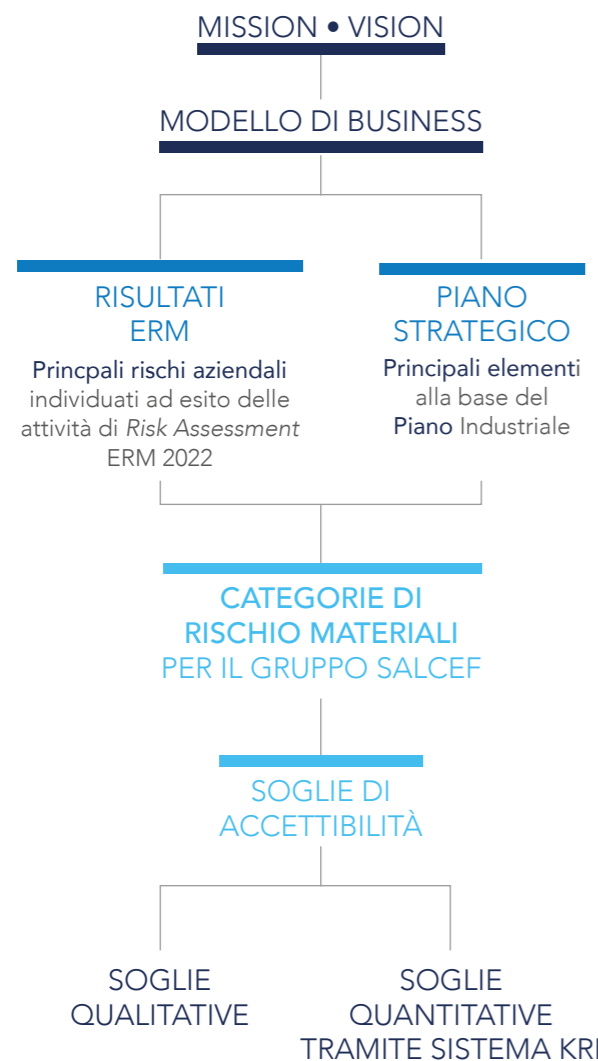 MISSION • VISION
MODELLO DI BUSINESS
RISULTATI
ERM
Princpali rischi aziendali
individuati ad esito delle
attività di Risk Assessment
ERM 2022
PIANO
STRATEGICO
Principali elementi
alla base del
Piano Industriale
CATEGORIE DI
RISCHIO MATERIALI
PER IL GRUPPO SALCEF
SOGLIE DI
ACCETTIBILITÀ
SOGLIE
QUALITATIVE
SOGLIE
QUANTITATIVE
TRAMITE SISTEMA KRI